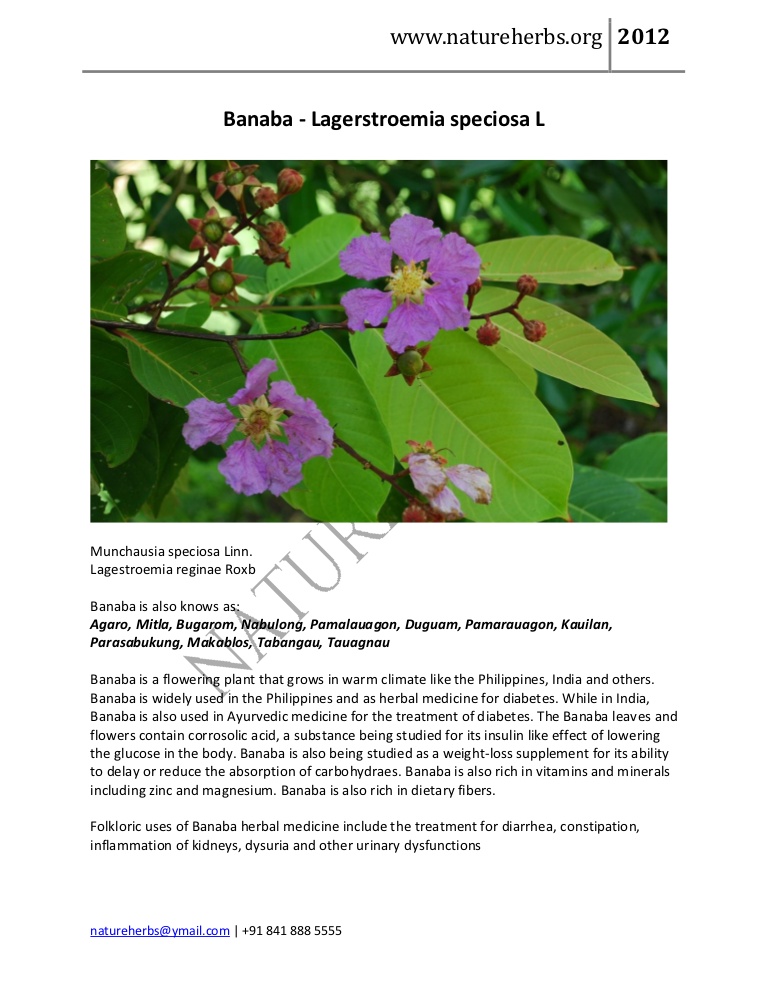 www.natureherbs.org 2012
Banaba - Lagerstroemia speciosa L
Munchausia speciosa Linn.
Lagestroemia reginae Roxb
Banaba is also knows as:
Agaro, Mitla, Bugarom, Nabulong, Pamalauagon, Duguam, Pamarauagon, Kauilan,
Parasabukung, Makablos, Tabangau, Tauagnau
Banaba is a flowering plant that grows in warm climate like the Philippines, India and others.
Banaba is widely used in the Philippines and as herbal medicine for diabetes. While in India,
Banaba is also used in Ayurvedic medicine for the treatment of diabetes. The Banaba leaves and
flowers contain corrosolic acid, a substance being studied for its insulin like effect of lowering
the glucose in the body. Banaba is also being studied as a weight-loss supplement for its ability
to delay or reduce the absorption of carbohydraes. Banaba is also rich in vitamins and minerals
including zinc and magnesium. Banaba is also rich in dietary fibers.
Folkloric uses of Banaba herbal medicine include the treatment for diarrhea, constipation,
inflammation of kidneys, dysuria and other urinary dysfunctions
natureherbs@ymail.com | +91 841 888 5555